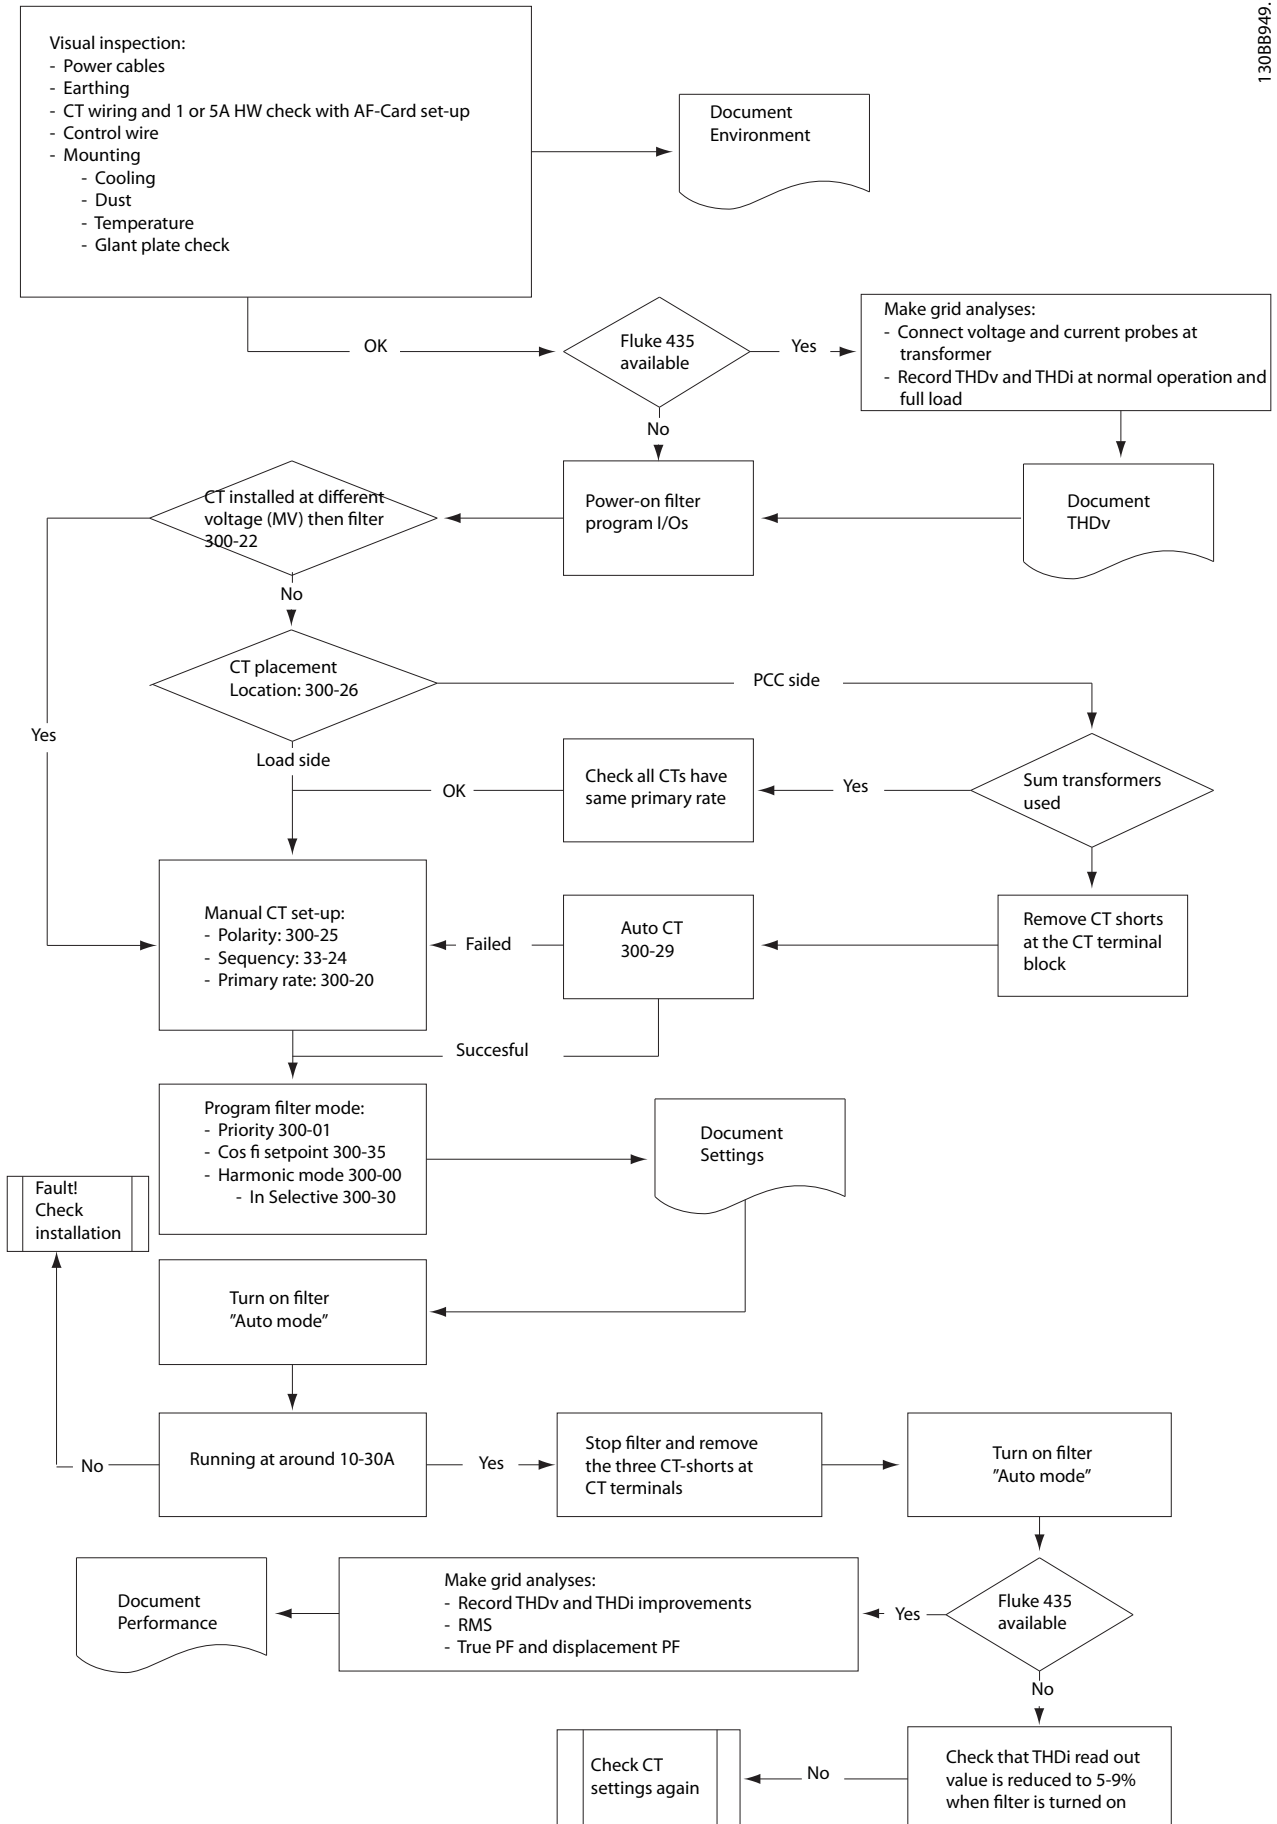 130BB949.
Visual inspection:
- Power cables
- Earthing
- CT wiring and 1 or 5A HW check with AF-Card set-up
- Control wire
- Mounting
- Cooling
- Dust
- Temperature
- Glant plate check
Document
Environment
OK
Fluke 435
available
Yes
Make grid analyses:
- Connect voltage and current probes at
transformer
- Record THDv and THDi at normal operation and
full load
No
CT installed at different
voltage (MV) then filter
300-22
Power-on filter
program I/Os
Document
THDv
No
CT placement
Location: 300-26
PCC side
Yes
Load side
OK
Check all CTs have
same primary rate
Yes
Sum transformers
used
Manual CT set-up:
- Polarity: 300-25
- Sequency: 33-24
- Primary rate: 300-20
Failed
Auto CT
300-29
Remove CT shorts
at the CT terminal
block
Succesful
Program filter mode:
- Priority 300-01
- Cos fi setpoint 300-35
- Harmonic mode 300-00
- In Selective 300-30
Document
Settings
Fault!
Check
installation
Turn on filter
"Auto mode"
No
Running at around 10-30A
Yes
Stop filter and remove
the three CT-shorts at
CT terminals
Turn on filter
"Auto mode"
Document
Performance
Make grid analyses:
- Record THDv and THDi improvements
- RMS
- True PF and displacement PF
Yes
Fluke 435
available
No
Check CT
settings again
No
Check that THDi read out
value is reduced to 5-9%
when filter is turned on